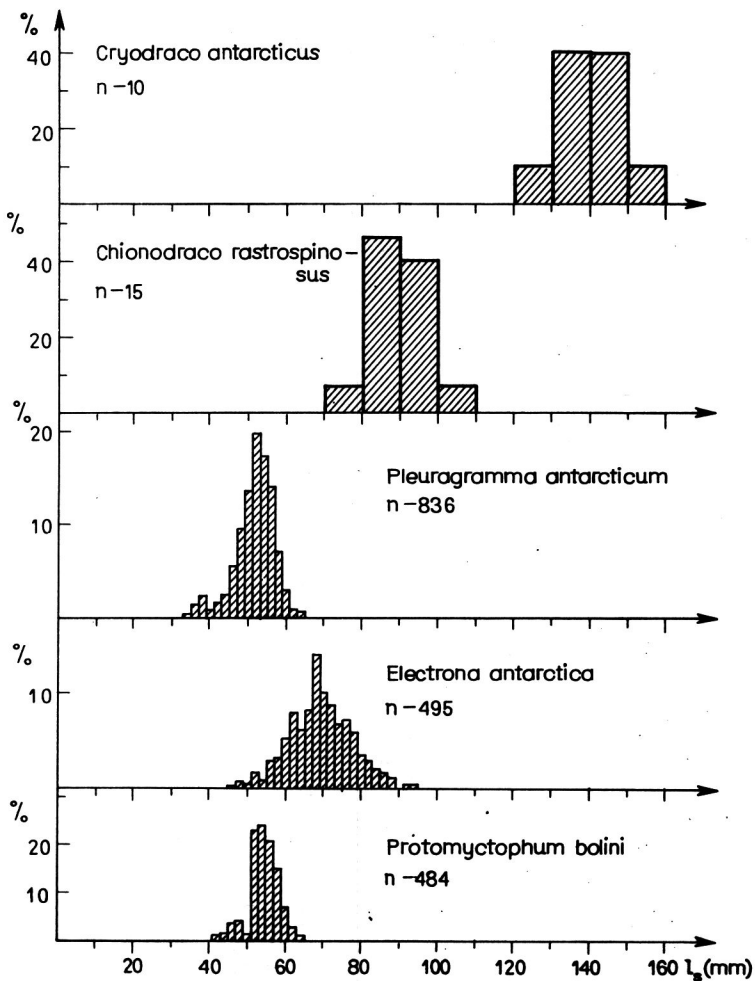 %
40
20
Cryodraco antarcticus
n-10
%
40
20
Chionodraco rastrospino-
sus
n-15
%
20
10
Pleuragramma antarcticum
n-836
%
10
Electrona antarctica
n-495
%
20
10
Protomyctophum bolini
n-484
20 40 60 80 100 120 140 160 ls (mm)